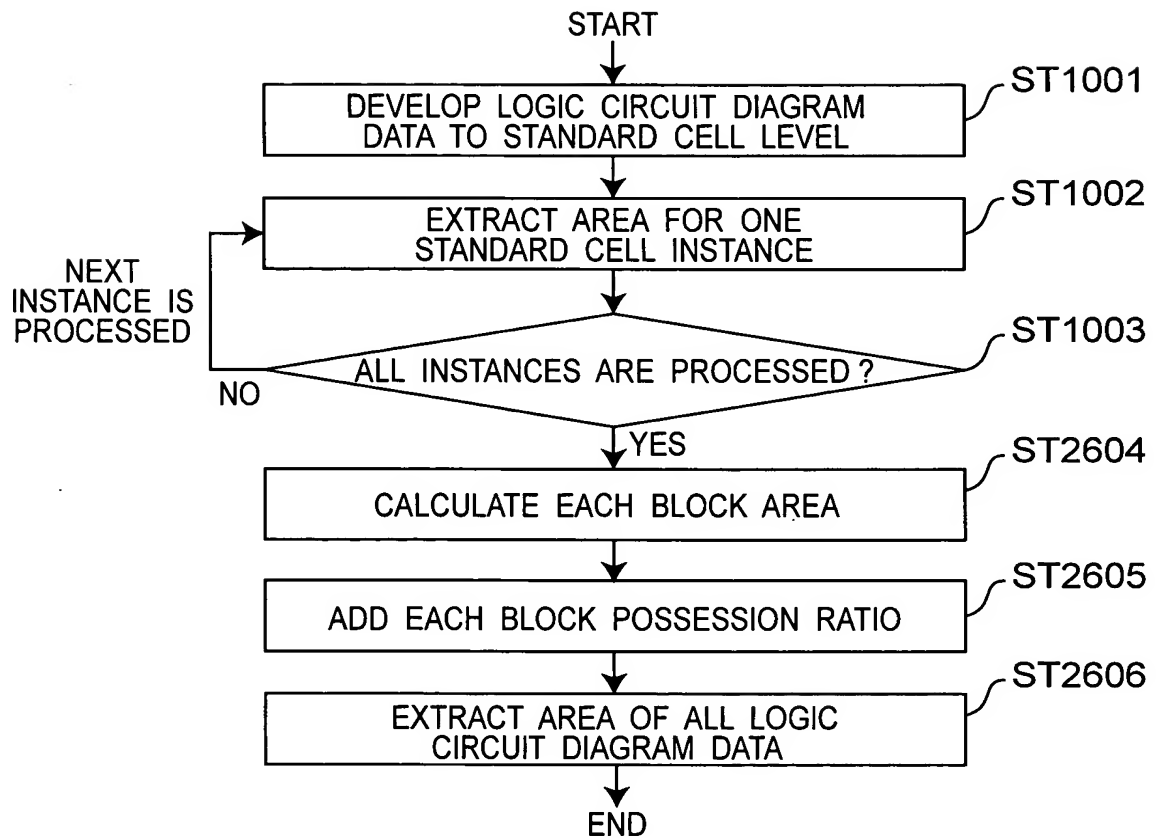 START
DEVELOP LOGIC CIRCUIT DIAGRAM
DATA TO STANDARD CELL LEVEL
ST1001
EXTRACT AREA FOR ONE
STANDARD CELL INSTANCE
ST1002
NEXT
INSTANCE IS
PROCESSED
ALL INSTANCES ARE PROCESSED ?
ST1003
NO
YES
CALCULATE EACH BLOCK AREA
ST2604
ADD EACH BLOCK POSSESSION RATIO
ST2605
EXTRACT AREA OF ALL LOGIC
CIRCUIT DIAGRAM DATA
ST2606
END